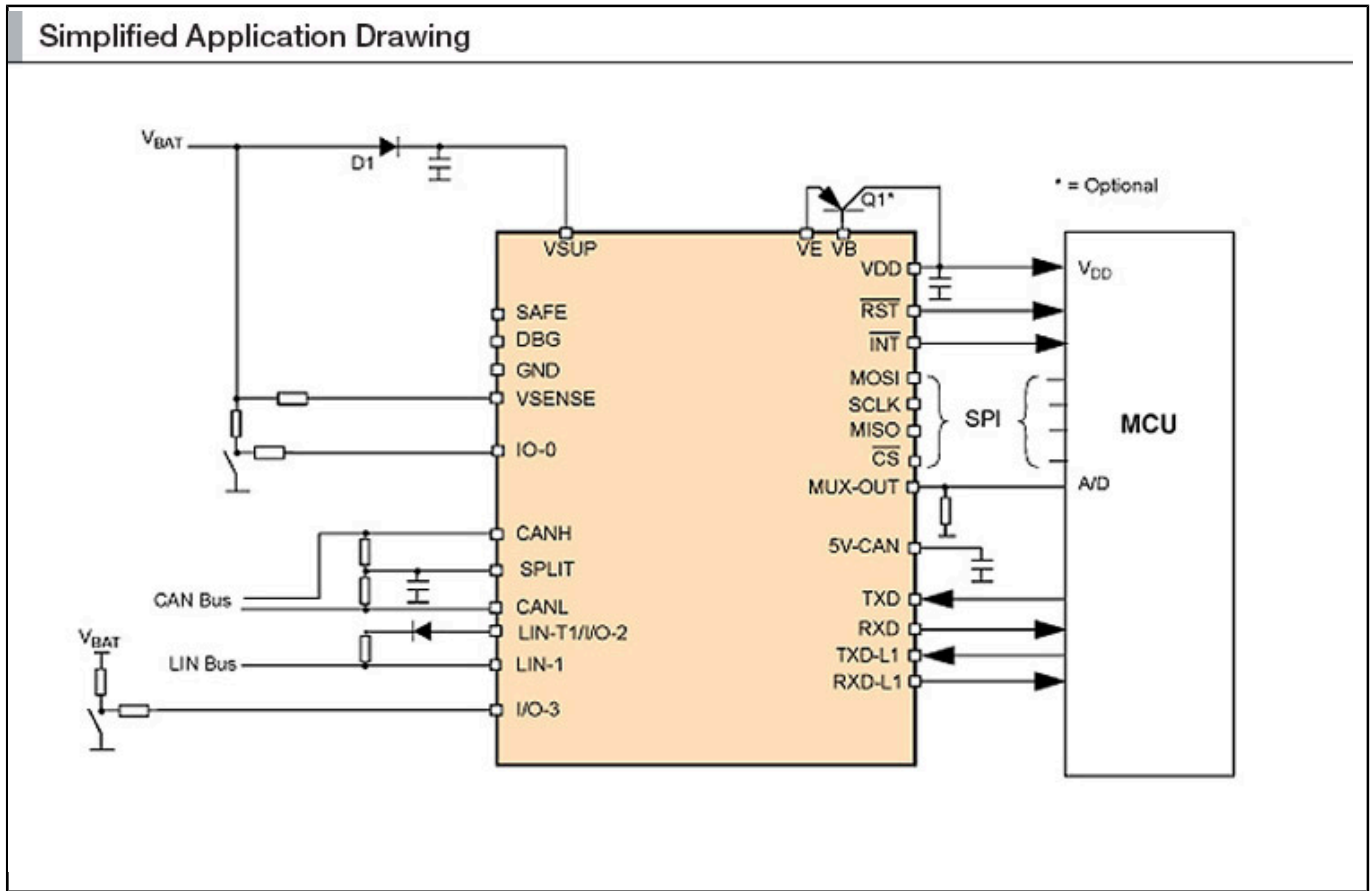 Simplified Application Drawing
VBAT
D1
Q1*
* = Optional
VSUP
VE VB
VDD
VDD
SAFE
RST
DBG
INT
GND
MOSI
VSENSE
SCLK
SPI
MCU
MISO
IO-0
CS
MUX-OUT
A/D
CANH
5V-CAN
SPLIT
CAN Bus
CANL
TXD
LIN-T1/I/O-2
RXD
VBAT
LIN Bus
LIN-1
TXD-L1
RXD-L1
I/O-3